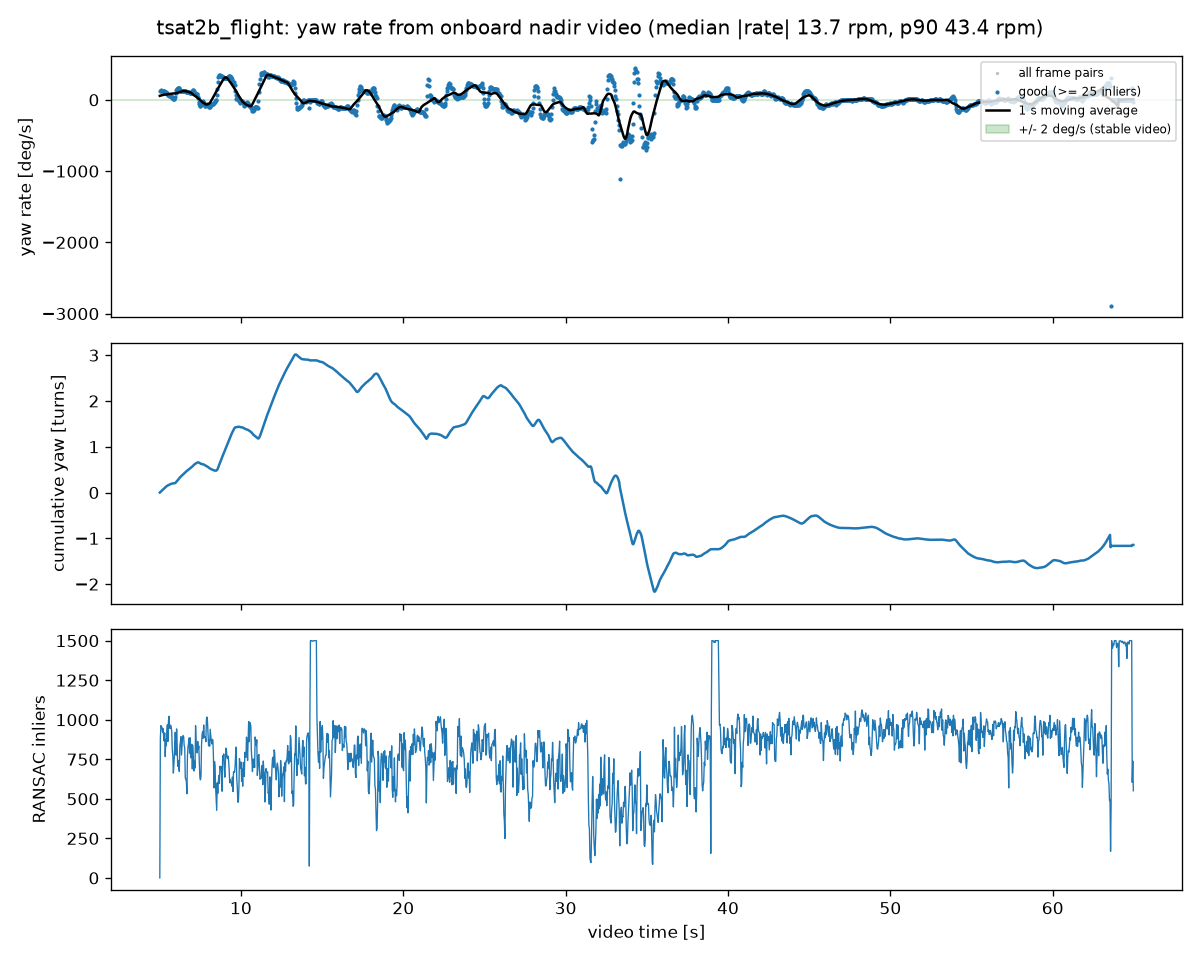 tsat2b_flight: yaw rate from onboard nadir video (median |rate| 13.7 rpm, p90 43.4 rpm)
yaw rate [deg/s]
0
−1000
−2000
−3000
all frame pairs
good (>= 25 inliers)
1 s moving average
+/- 2 deg/s (stable video)
cumulative yaw [turns]
3
2
1
0
−1
−2
RANSAC inliers
1500
1250
1000
750
500
250
0
10 20 30 40 50 60
video time [s]